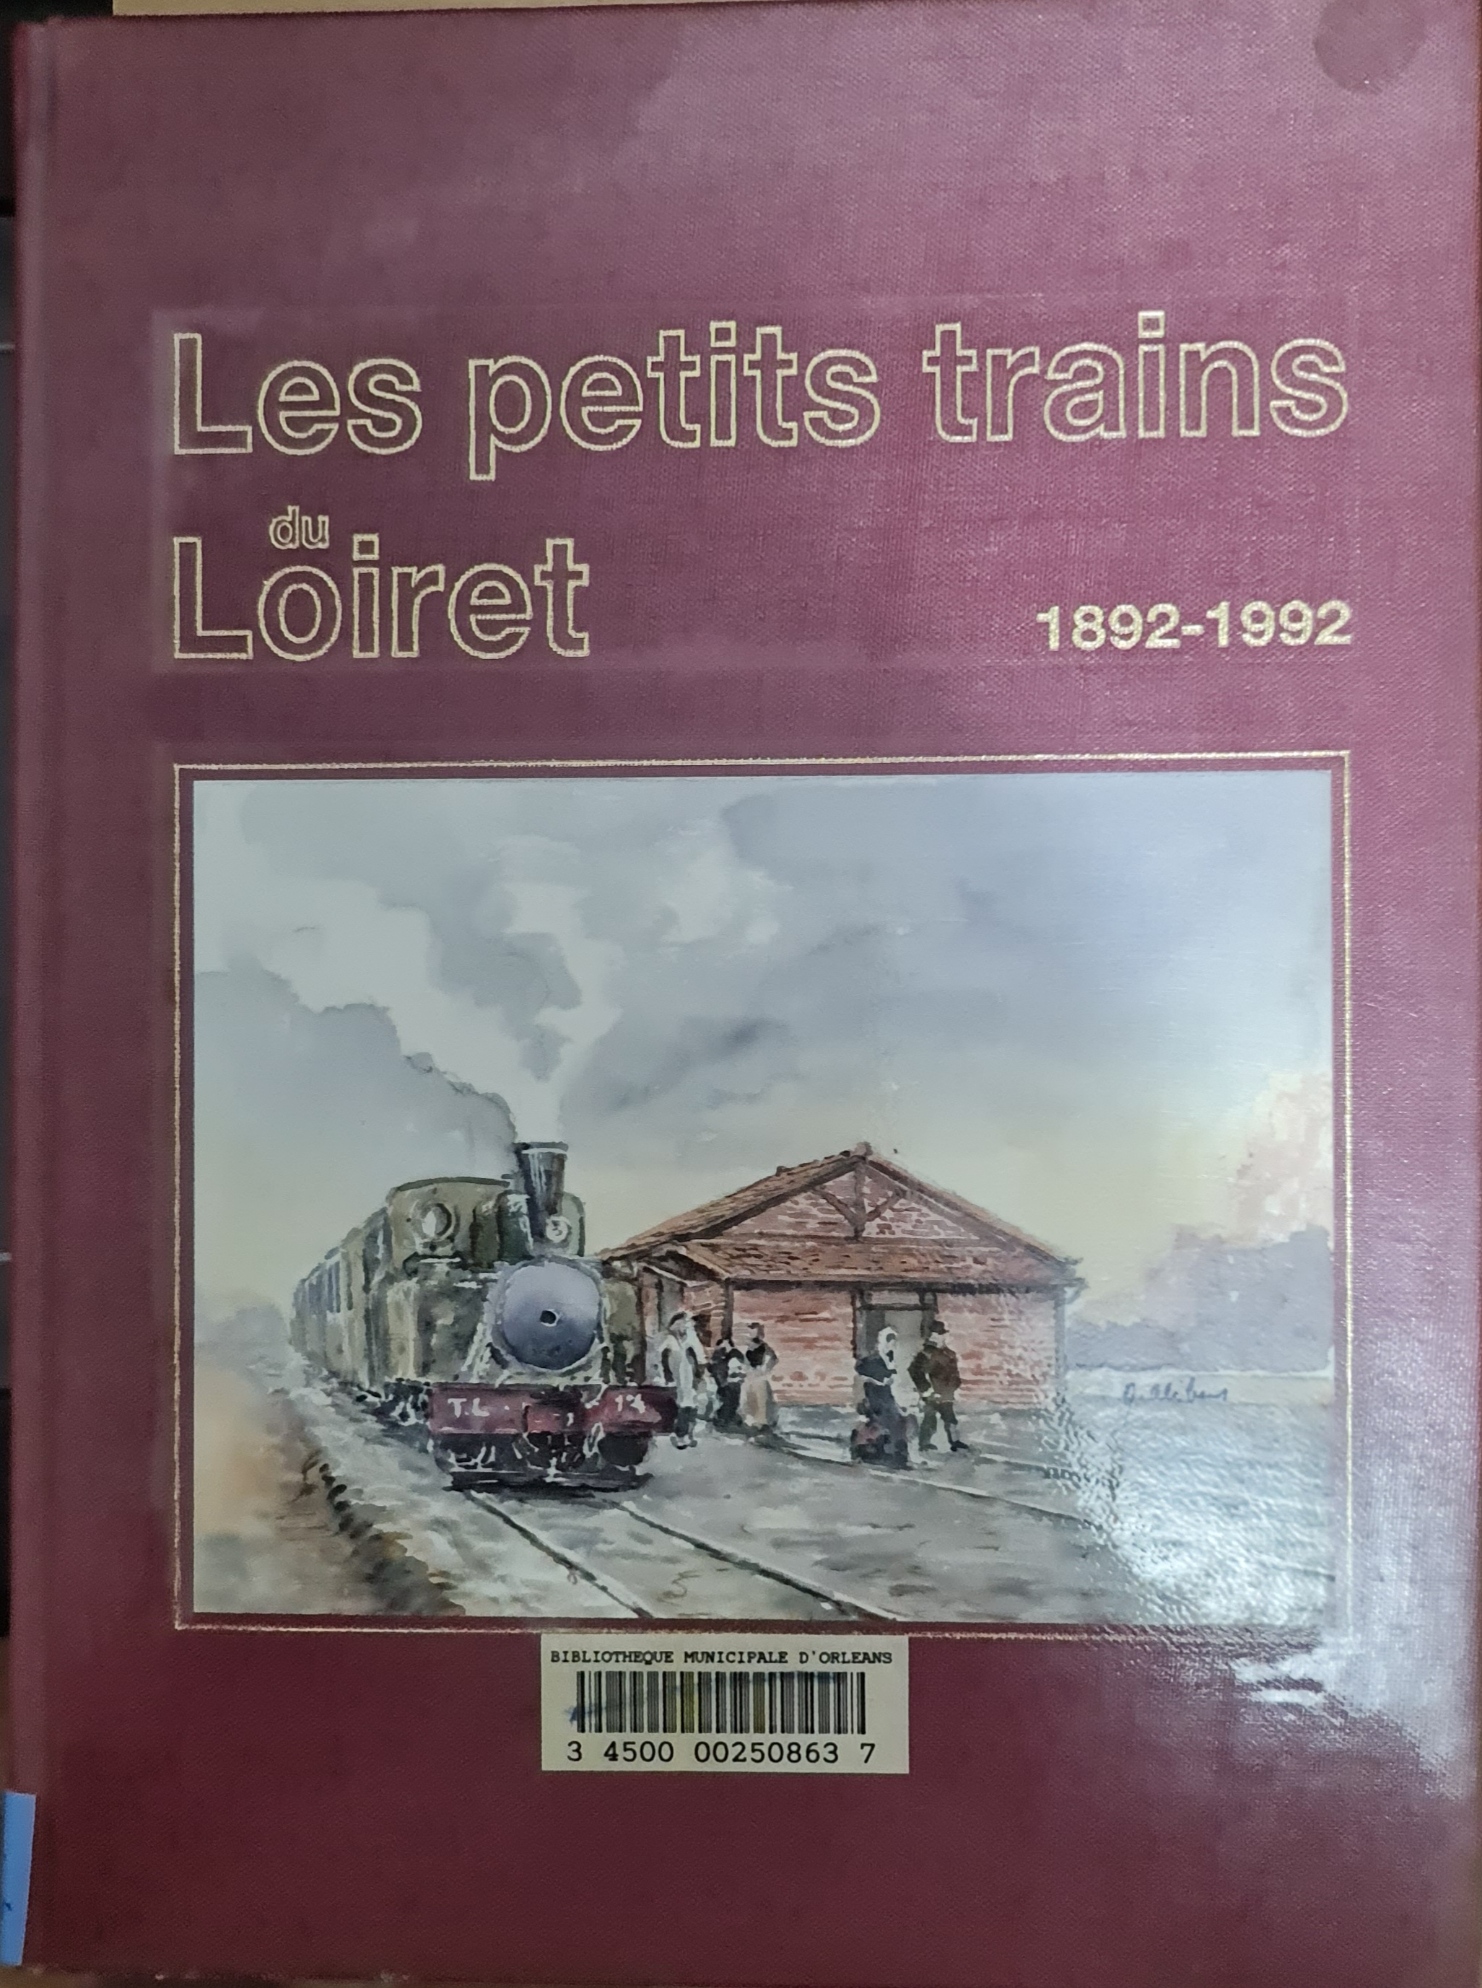 Les petits trains
du
Loiret
1892-1992
T.L
BIBLIOTHEQUE MUNICIPALE D'ORLEANS
3 4500 00250863 7